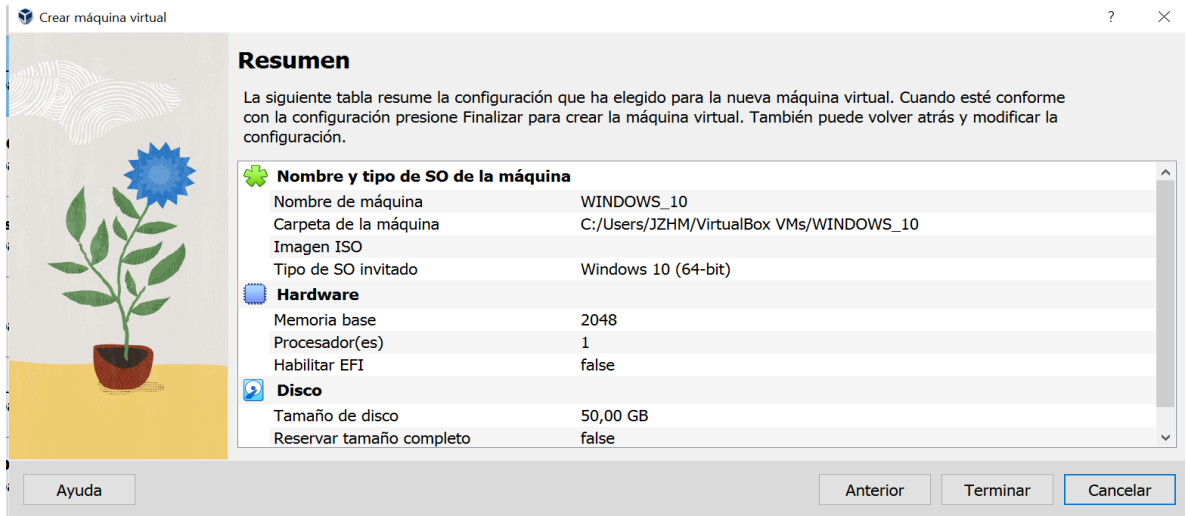 Crear máquina virtual
?
Resumen
La siguiente tabla resume la configuración que ha elegido para la nueva máquina virtual. Cuando esté conforme
con la configuración presione Finalizar para crear la máquina virtual. También puede volver atrás y modificar la
configuración.
Nombre y tipo de SO de la máquina
Nombre de máquina WINDOWS_10
Carpeta de la máquina C:/Users/JZHM/VirtualBox VMs/WINDOWS_10
Imagen ISO
Tipo de SO invitado Windows 10 (64-bit)
Hardware
Memoria base 2048
Procesador(es) 1
Habilitar EFI false
Disco
Tamaño de disco 50,00 GB
Reservar tamaño completo false
Ayuda Anterior Terminar Cancelar